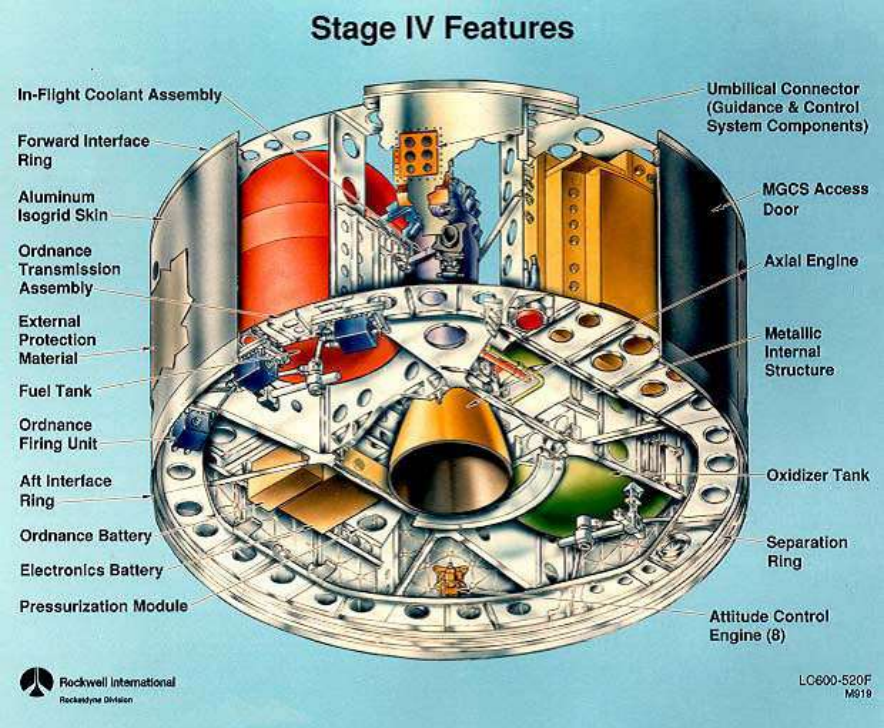 Stage IV Features
In-Flight Coolant Assembly
Forward Interface
Ring
Aluminum
Isogrid Skin
Ordnance
Transmission
Assembly
External
Protection
Material
Fuel Tank
Ordnance
Firing Unit
Aft Interface
Ring
Ordnance Battery
Electronics Battery
Pressurization Module
Umbilical Connector
(Guidance & Control
System Components)
MGCS Access
Door
Axial Engine
Metallic
Internal
Structure
Oxidizer Tank
Separation
Ring
Attitude Control
Engine (8)
Rockwell International
Rocketdyne Division
LC600-520F
M919